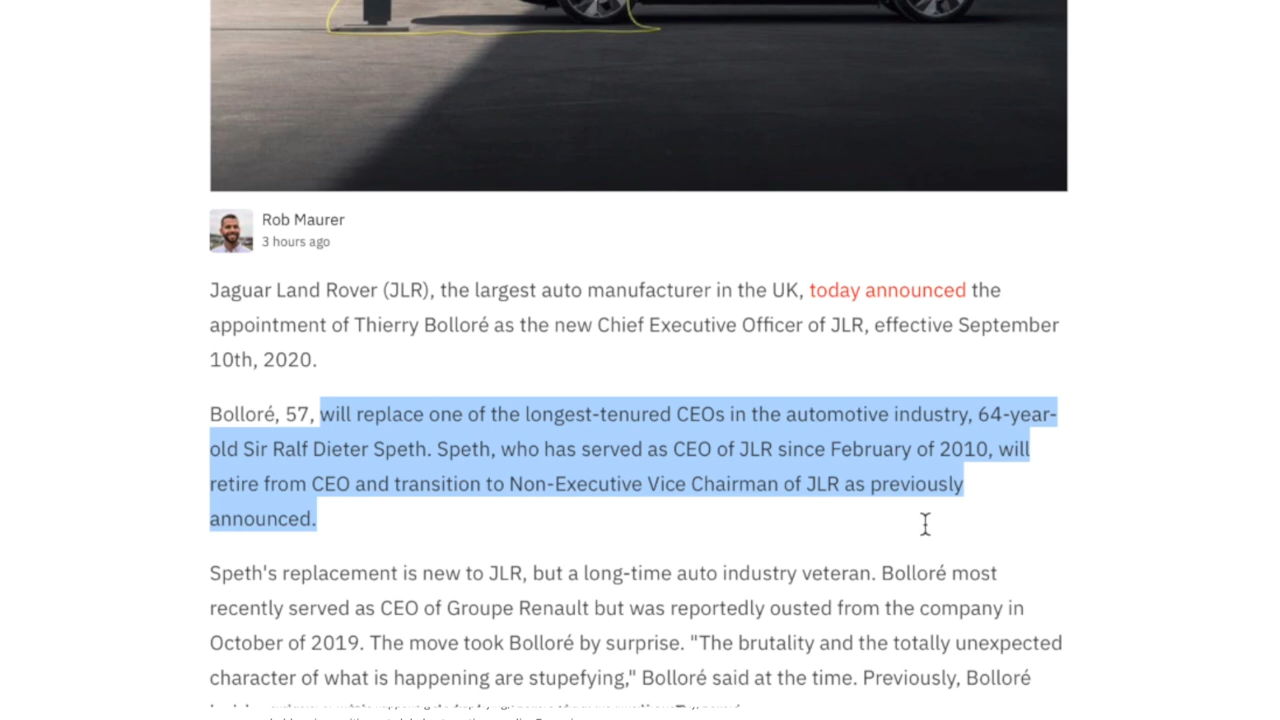 Rob Maurer
3 hours ago
Jaguar Land Rover (JLR), the largest auto manufacturer in the UK, today announced the
appointment of Thierry Bolloré as the new Chief Executive Officer of JLR, effective September
10th, 2020.
Bolloré, 57, will replace one of the longest-tenured CEOs in the automotive industry, 64-year-
old Sir Ralf Dieter Speth. Speth, who has served as CEO of JLR since February of 2010, will
retire from CEO and transition to Non-Executive Vice Chairman of JLR as previously
announced.
Speth's replacement is new to JLR, but a long-time auto industry veteran. Bolloré most
recently served as CEO of Groupe Renault but was reportedly ousted from the company in
October of 2019. The move took Bolloré by surprise. "The brutality and the totally unexpected
character of what is happening are stupefying," Bolloré said at the time. Previously, Bolloré